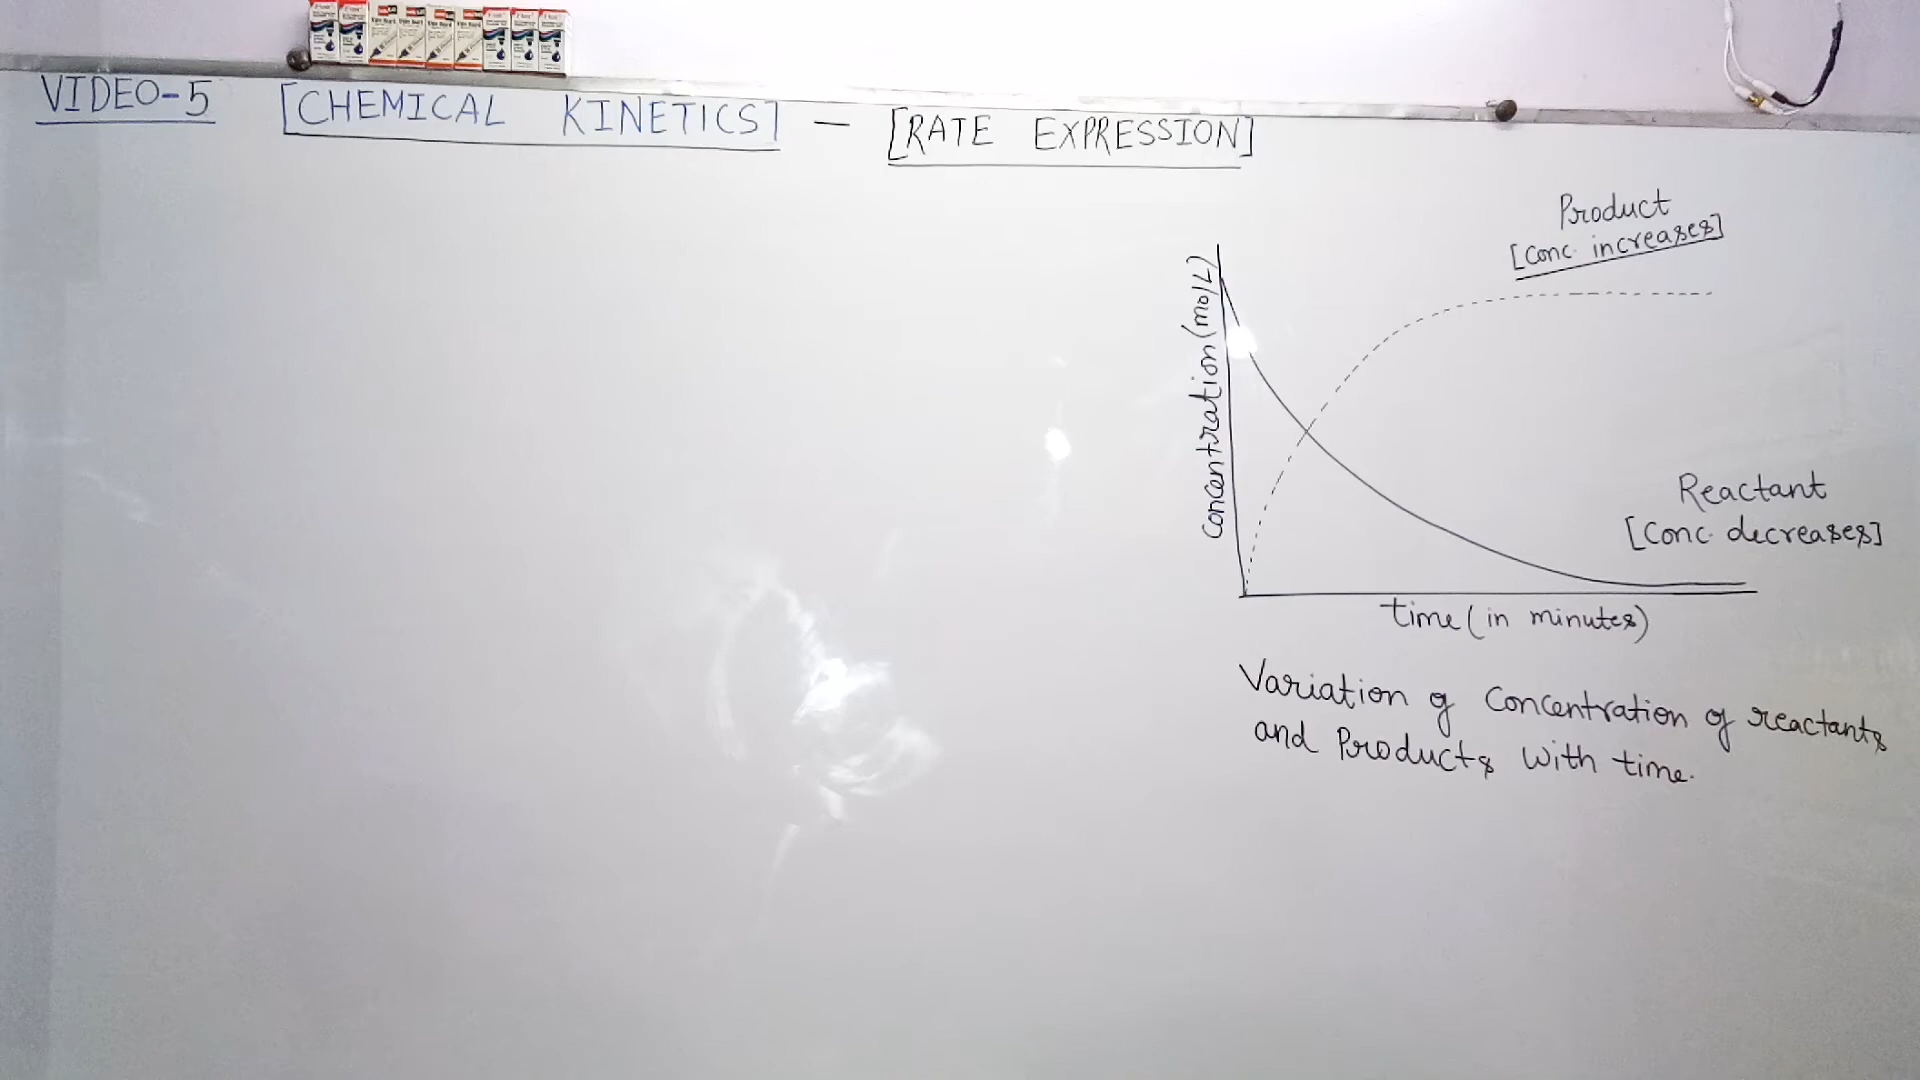 VIDEO-5 [CHEMICAL KINETICS] — [RATE EXPRESSION]
Product
[Conc. increases]
Concentration (mol/L)
Reactant
[Conc. decreases]
time (in minutes)
Variation of Concentration of reactants
and Products with time.